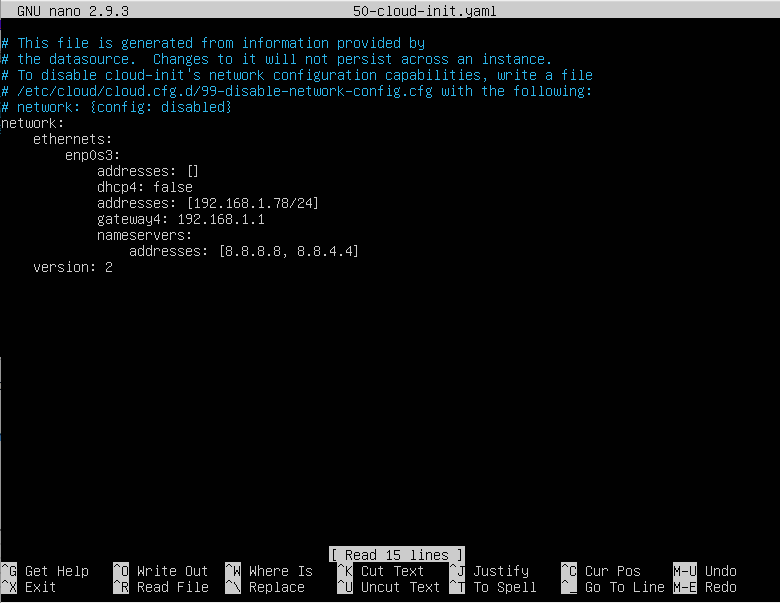 GNU nano 2.9.3 50-cloud-init.yaml
# This file is generated from information provided by
# the datasource.  Changes to it will not persist across an instance.
# To disable cloud-init's network configuration capabilities, write a file
# /etc/cloud/cloud.cfg.d/99-disable-network-config.cfg with the following:
# network: {config: disabled}
network:
    ethernets:
        enp0s3:
            addresses: []
            dhcp4: false
            addresses: [192.168.1.78/24]
            gateway4: 192.168.1.1
            nameservers:
                addresses: [8.8.8.8, 8.8.4.4]
    version: 2
[ Read 15 lines ]
^G Get Help ^O Write Out ^W Where Is ^K Cut Text ^J Justify ^C Cur Pos M-U Undo
^X Exit ^R Read File ^\ Replace ^U Uncut Text ^T To Spell ^_ Go To Line M-E Redo